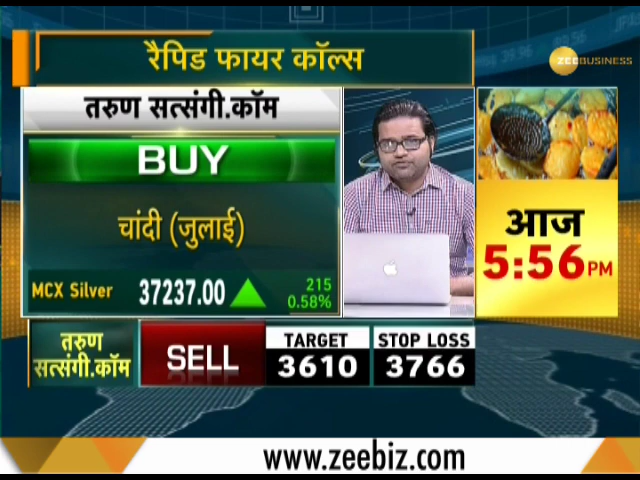 रैपिड फायर कॉल्स
ZEEBUSINESS
तरुण सत्संगी.कॉम
BUY
चांदी (जुलाई)
MCX Silver 37237.00 215
0.58%
आज
5:56 PM
तरुण
सत्संगी.कॉम
SELL
TARGET
3610
STOP LOSS
3766
www.zeebiz.com